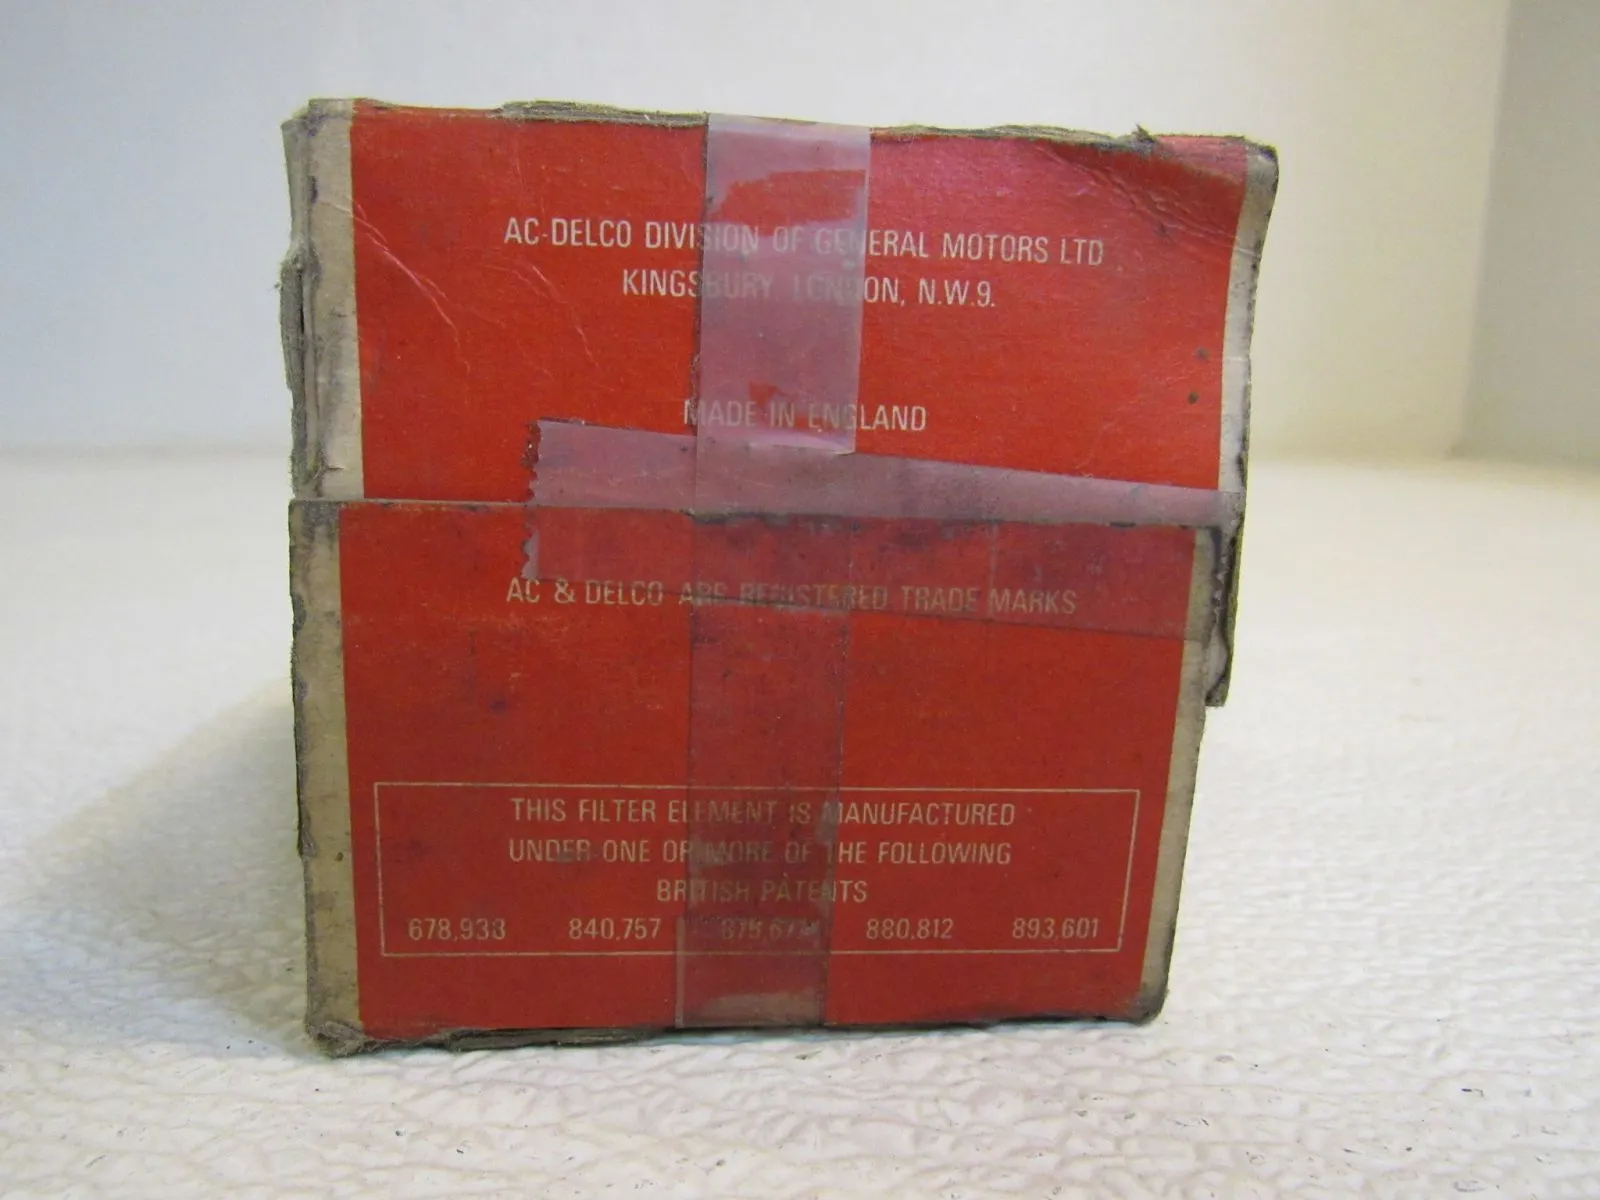 AC-DELCO DIVISION OF GENERAL MOTORS LTD
KINGSBURY LONDON, N.W.9.
MADE IN ENGLAND
AC & DELCO ARE REGISTERED TRADE MARKS
THIS FILTER ELEMENT IS MANUFACTURED
UNDER ONE OR MORE OF THE FOLLOWING
BRITISH PATENTS
678,938 840,757 880,812 893,601